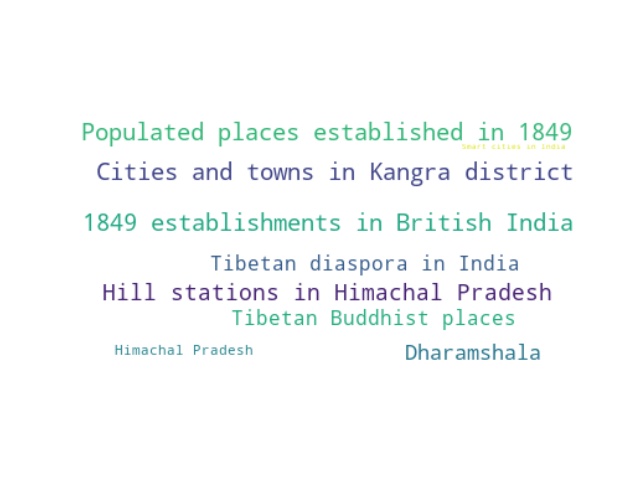 Populated places established in 1849
Smart cities in India
Cities and towns in Kangra district
1849 establishments in British India
Tibetan diaspora in India
Hill stations in Himachal Pradesh
Tibetan Buddhist places
Himachal Pradesh
Dharamshala